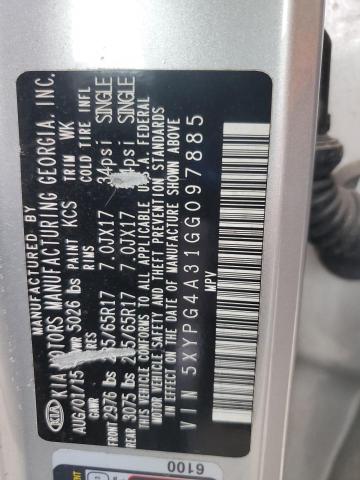 KIA
MANUFACTURED BY
KIA MOTORS MANUFACTURING GEORGIA, INC.
AUG/01/15 5026 lbs PAINT KCS TRIM WK
GAWR TIRES RIMS COLD TIRE INFL
FRONT 2976 lbs 5/65R17 7.0JX17 34psi SINGLE
REAR 3075 lbs 5/65R17 7.0JX17 psi SINGLE
THIS VEHICLE CONFORMS TO ALL APPLICABLE U.S.A. FEDERAL
MOTOR VEHICLE SAFETY AND THEFT PREVENTION STANDARDS
IN EFFECT ON THE DATE OF MANUFACTURE SHOWN ABOVE
VIN 5XYPG4A31GG097885
MPV
6100